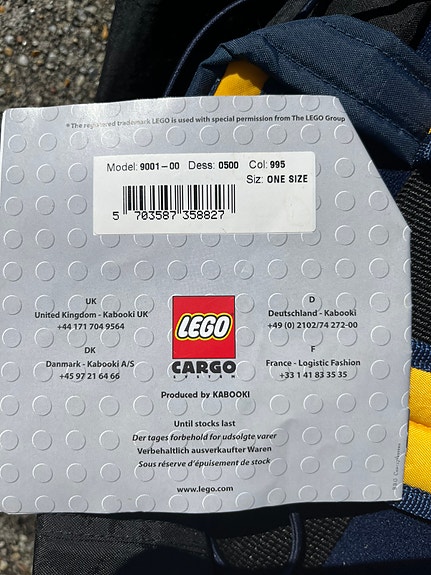 * The registered trademark LEGO is used with special permission from The LEGO Group
Model: 9001-00 Dess: 0500 Col: 995
Siz: ONE SIZE
5 703587 358827
UK
United Kingdom - Kabooki UK
+44 171 704 9564
DK
Danmark - Kabooki A/S
+45 97 21 64 66
LEGO
CARGO
SYSTEM
D
Deutschland - Kabooki
+49 (0) 2102/74 272-00
F
France - Logistic Fashion
+33 1 41 83 35 35
Produced by KABOOKI
Until stocks last
Der tages forbehold for udsolgte varer
Verbehaltlich ausverkaufter Waren
Sous réserve d'épuisement de stock
www.lego.com